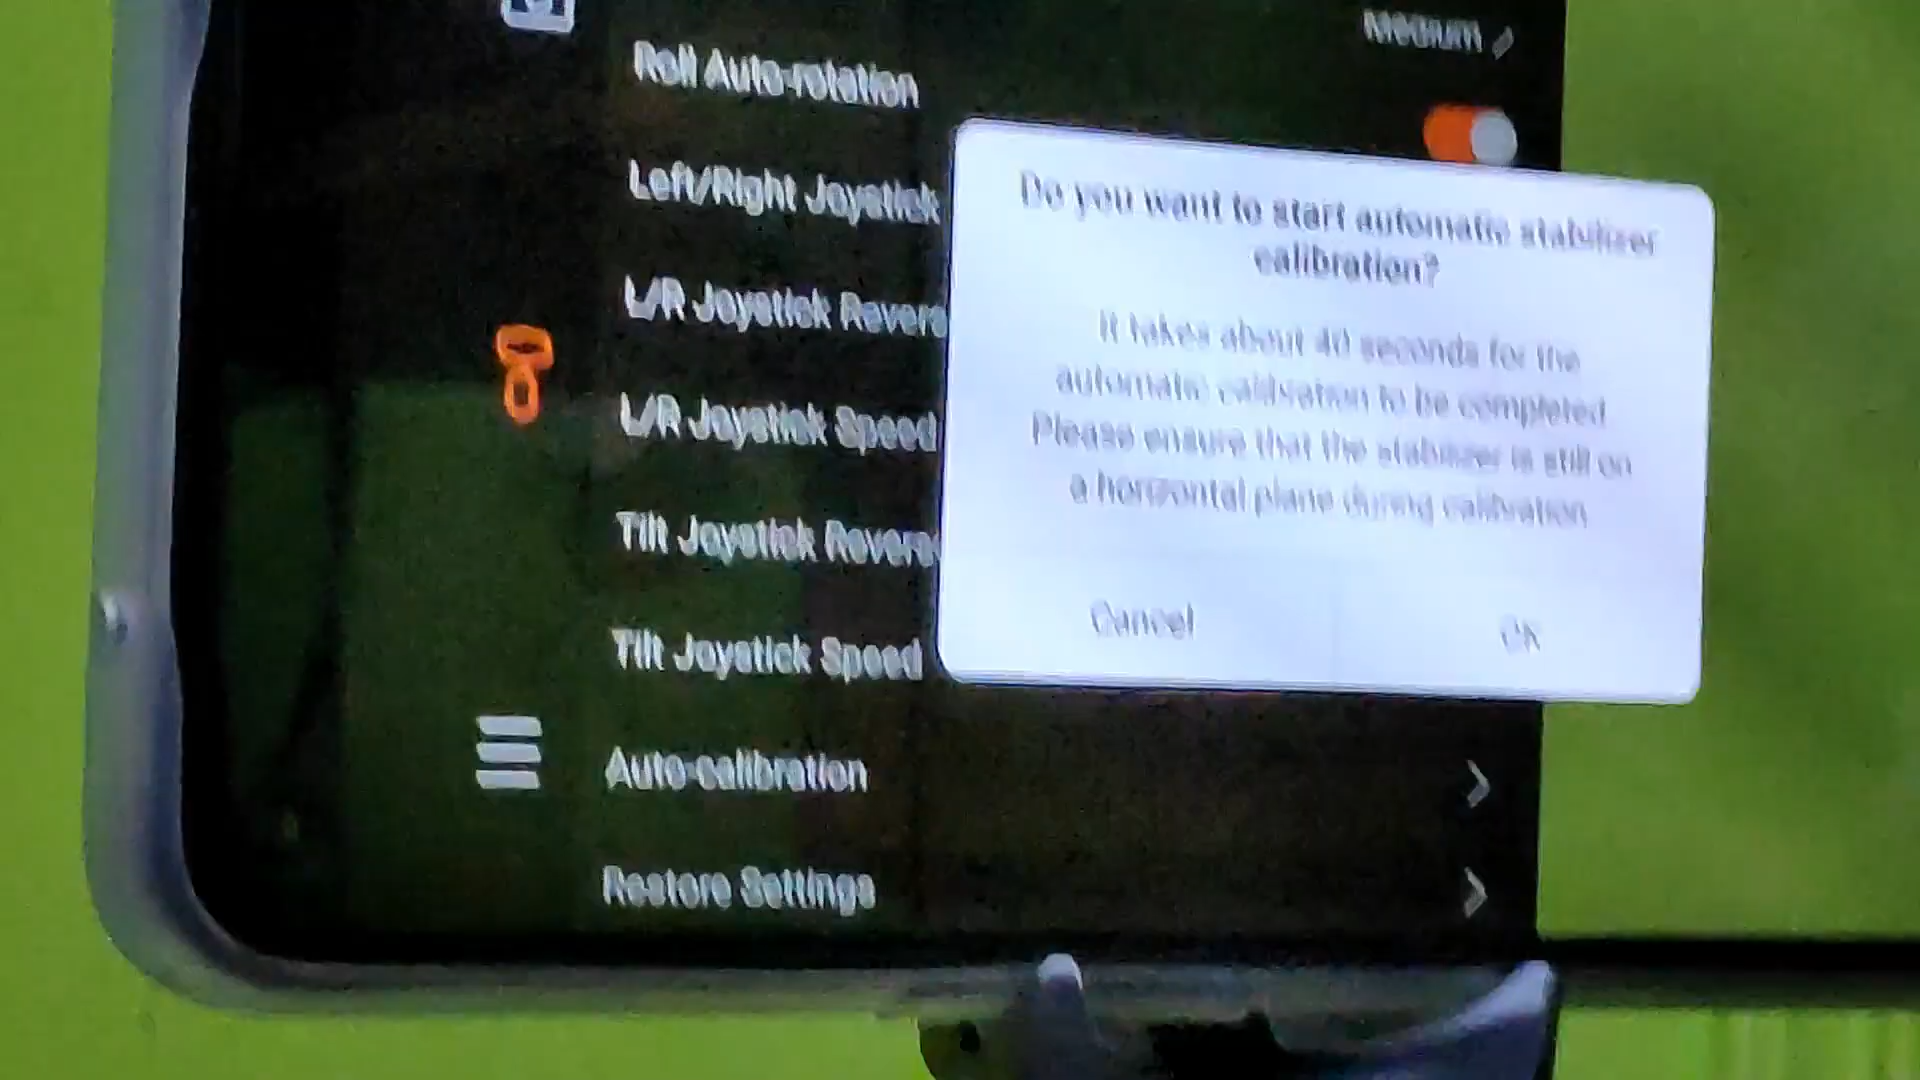 Medium
Roll Auto-rotation
Left/Right Joystick
L/R Joystick Revers
L/R Joystick Speed
Tilt Joystick Revers
Tilt Joystick Speed
Auto-calibration
Restore Settings
Do you want to start automatic stabilizer
calibration?
It takes about 40 seconds for the
automatic calibration to be completed.
Please ensure that the stabilizer is still on
a horizontal plane during calibration
Cancel
OK